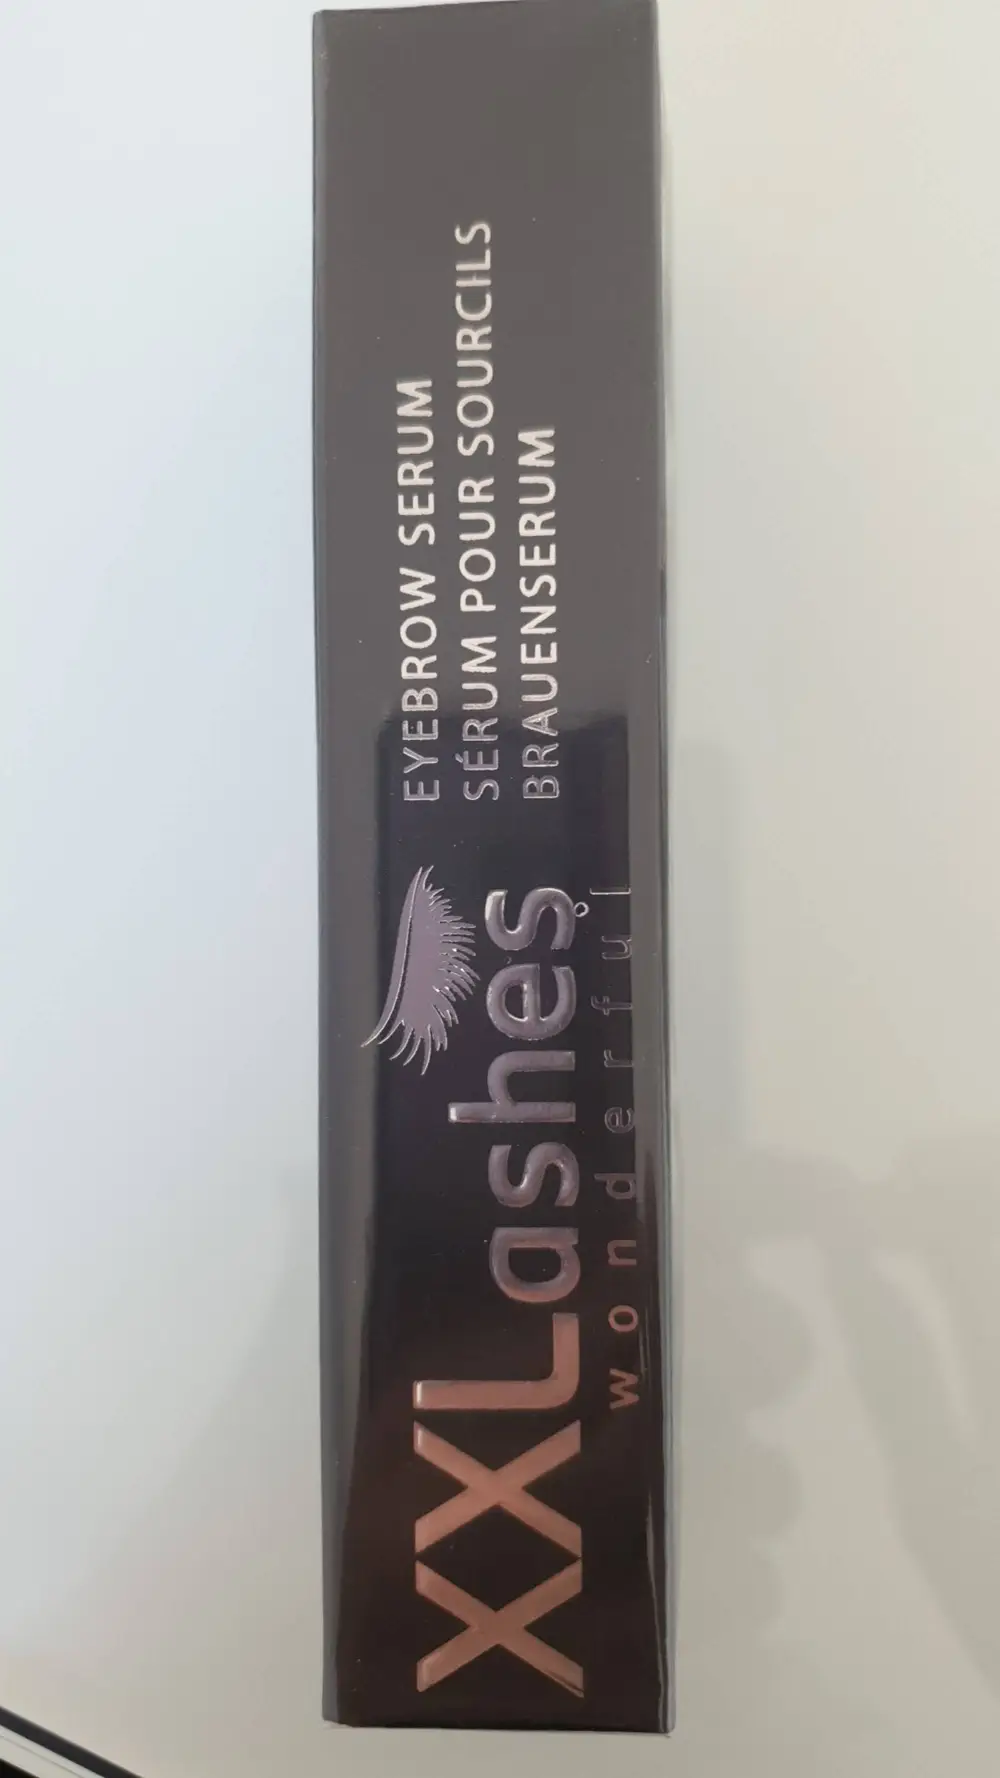 XXLashes
wonderful
EYEBROW SERUM
SÉRUM POUR SOURCILS
BRAUENSERUM